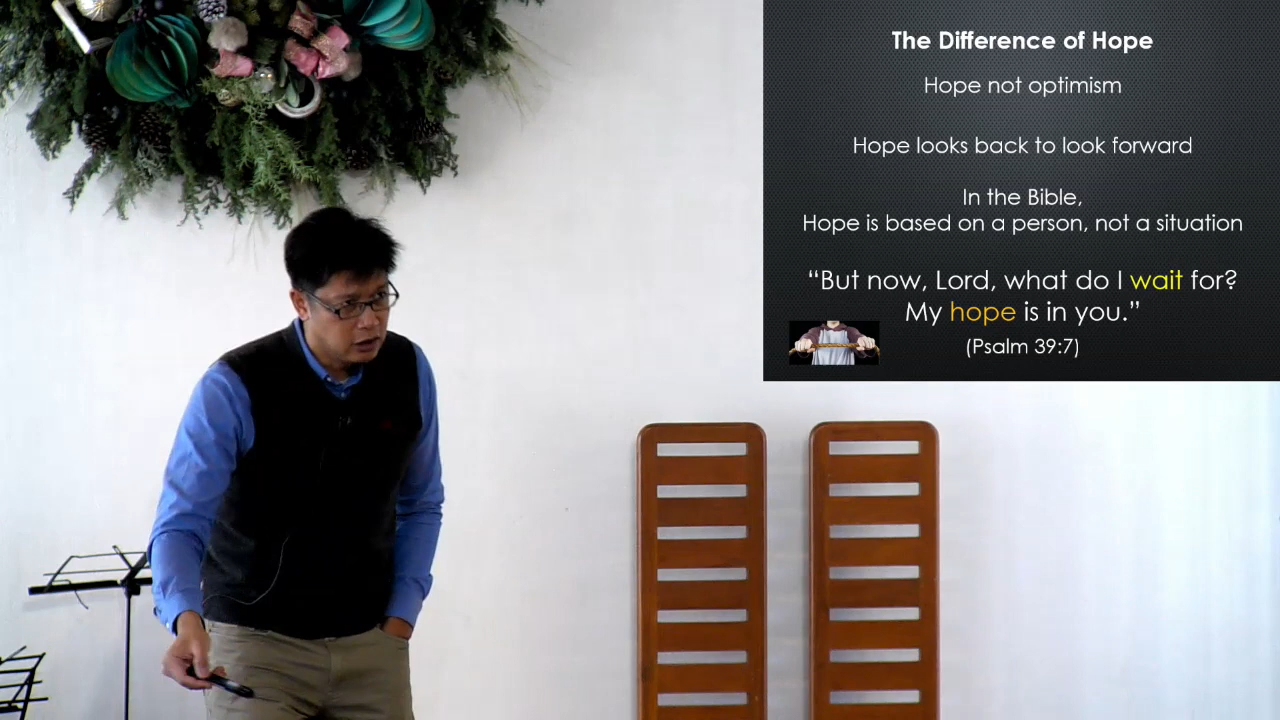 The Difference of Hope
Hope not optimism
Hope looks back to look forward
In the Bible,
Hope is based on a person, not a situation
“But now, Lord, what do I wait for?
My hope is in you.”
(Psalm 39:7)